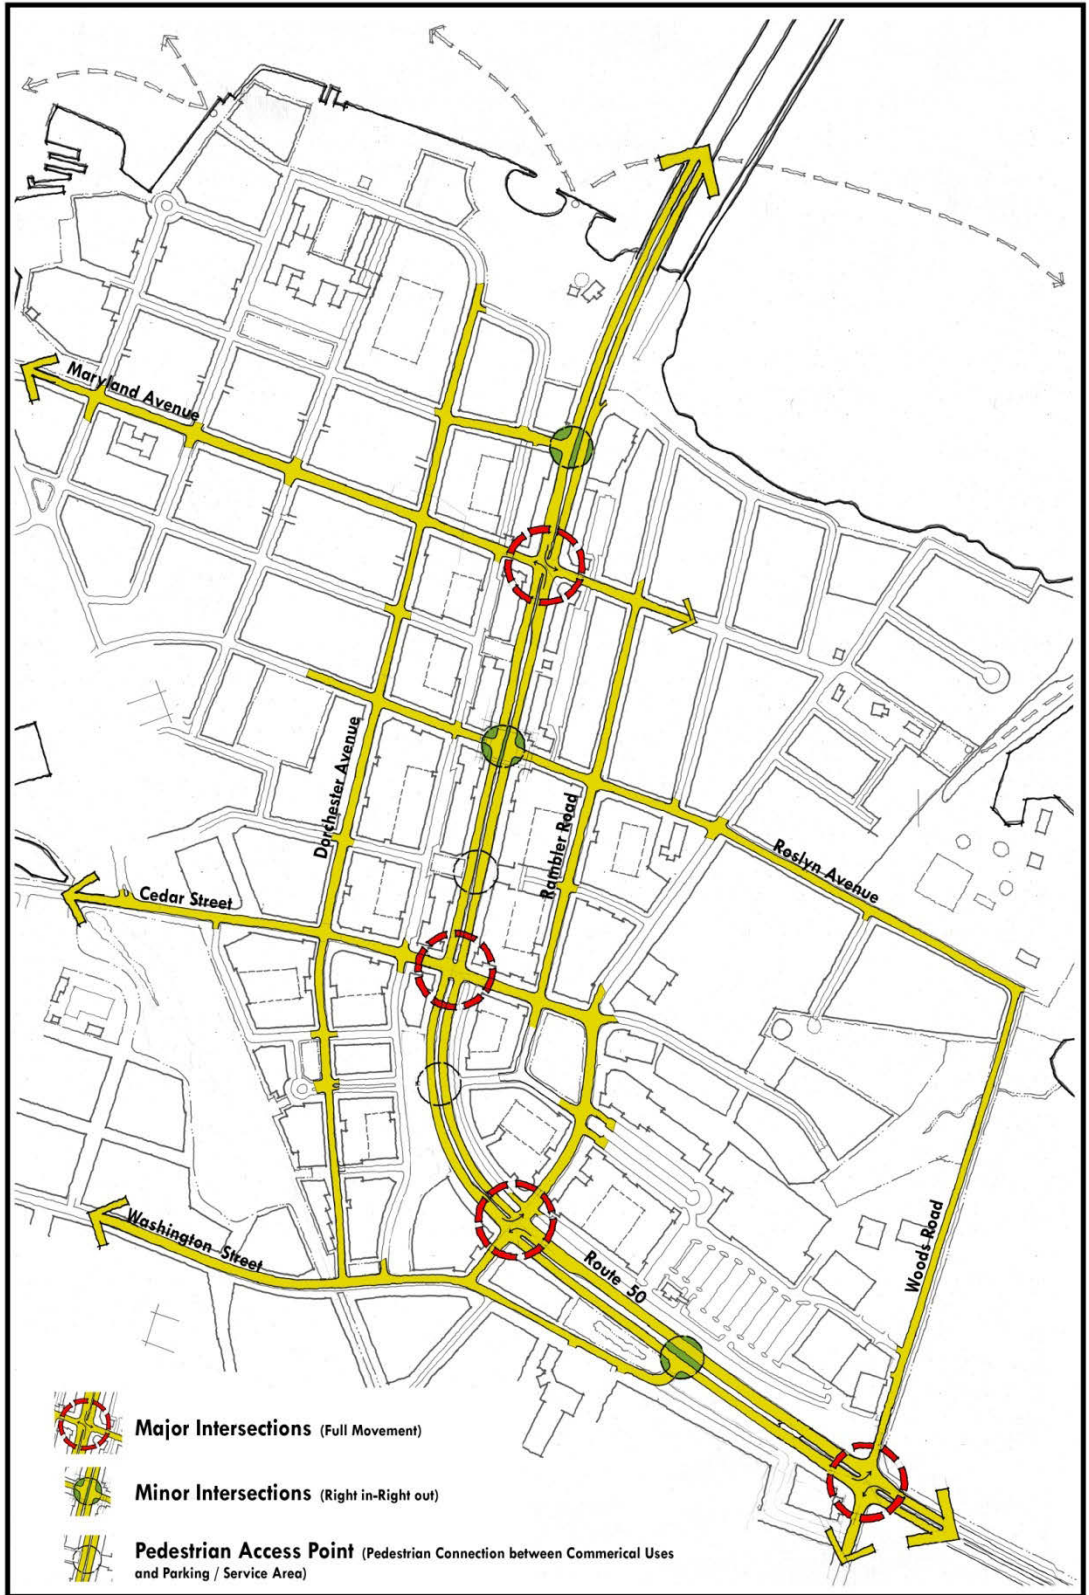 Maryland Avenue
Dorchester Avenue
Rambler Road
Roslyn Avenue
Cedar Street
Washington Street
Route 50
Woods Road
Major Intersections (Full Movement)
Minor Intersections (Right in-Right out)
Pedestrian Access Point (Pedestrian Connection between Commerical Uses
and Parking / Service Area)